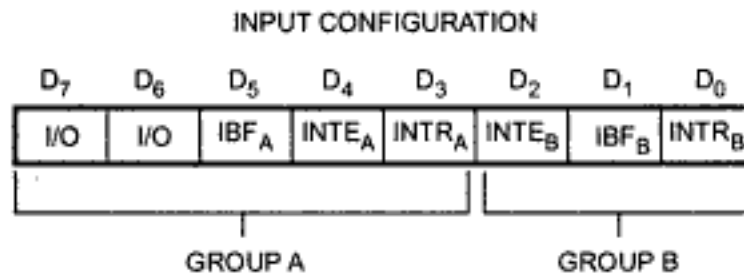 INPUT CONFIGURATION
D7 D6 D5 D4 D3 D2 D1 D0
I/O I/O IBFA INTEA INTRA INTEB IBFB INTRB
GROUP A GROUP B